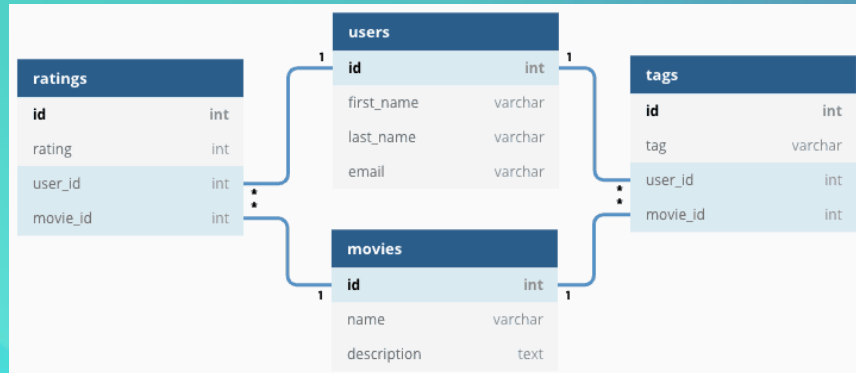 ratings
id int
rating int
user_id int
*
*
movie_id int
users
1 id int 1
first_name varchar
last_name varchar
email varchar
movies
id int
1 1
name varchar
description text
tags
id int
tag varchar
user_id int
*
*
movie_id int